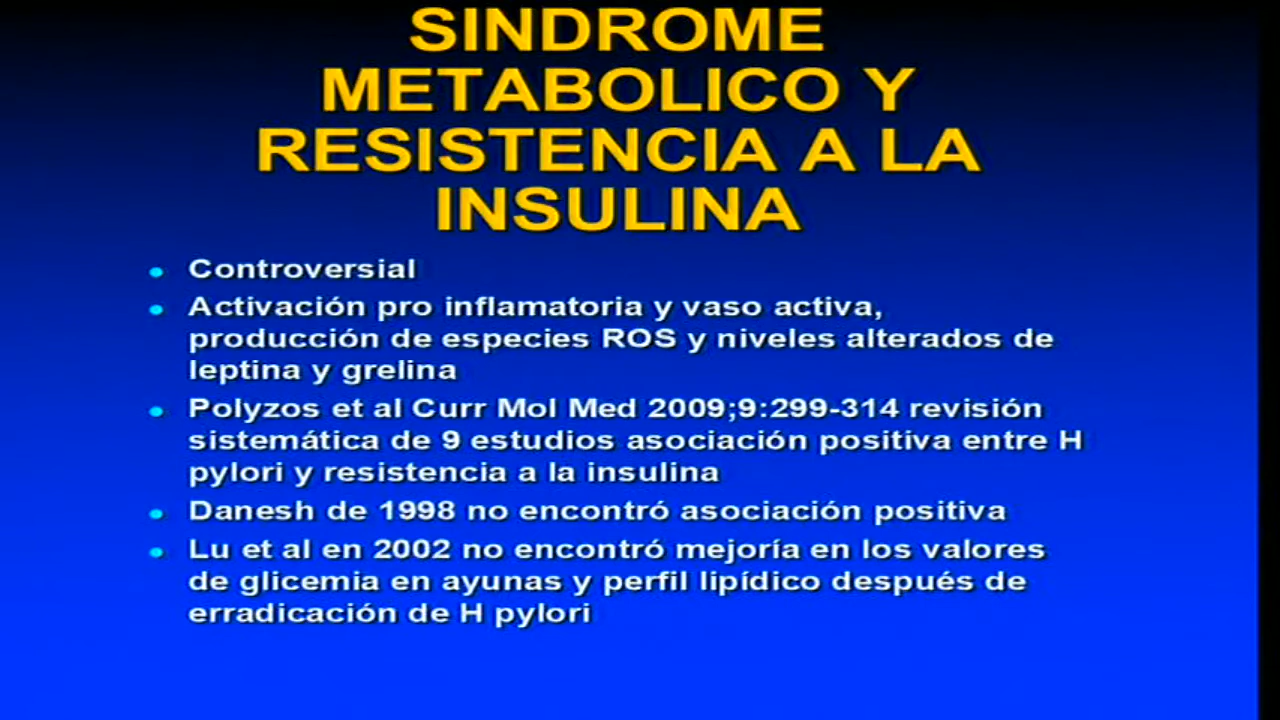 SINDROME
METABOLICO Y
RESISTENCIA A LA
INSULINA
Controversial
Activación pro inflamatoria y vaso activa,
producción de especies ROS y niveles alterados de
leptina y grelina
Polyzos et al Curr Mol Med 2009;9:299-314 revisión
sistemática de 9 estudios asociación positiva entre H
pylori y resistencia a la insulina
Danesh de 1998 no encontró asociación positiva
Lu et al en 2002 no encontró mejoría en los valores
de glicemia en ayunas y perfil lipídico después de
erradicación de H pylori